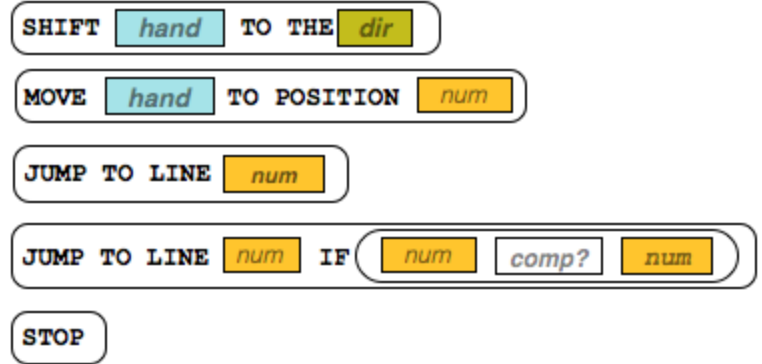 SHIFT hand TO THE dir
MOVE hand TO POSITION num
JUMP TO LINE num
JUMP TO LINE num IF num comp? num
STOP